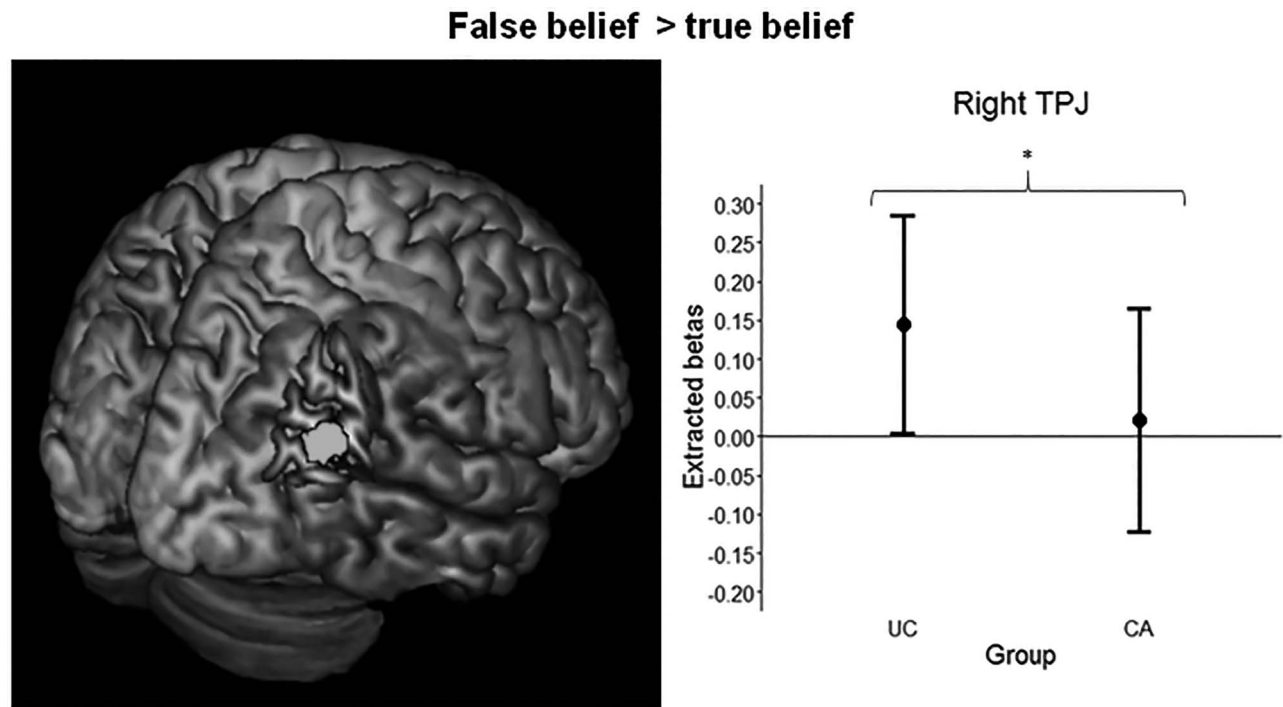 False belief > true belief
Right TPJ
*
Extracted betas
0.30
0.25
0.20
0.15
0.10
0.05
0.00
-0.05
-0.10
-0.15
-0.20
UC CA
Group